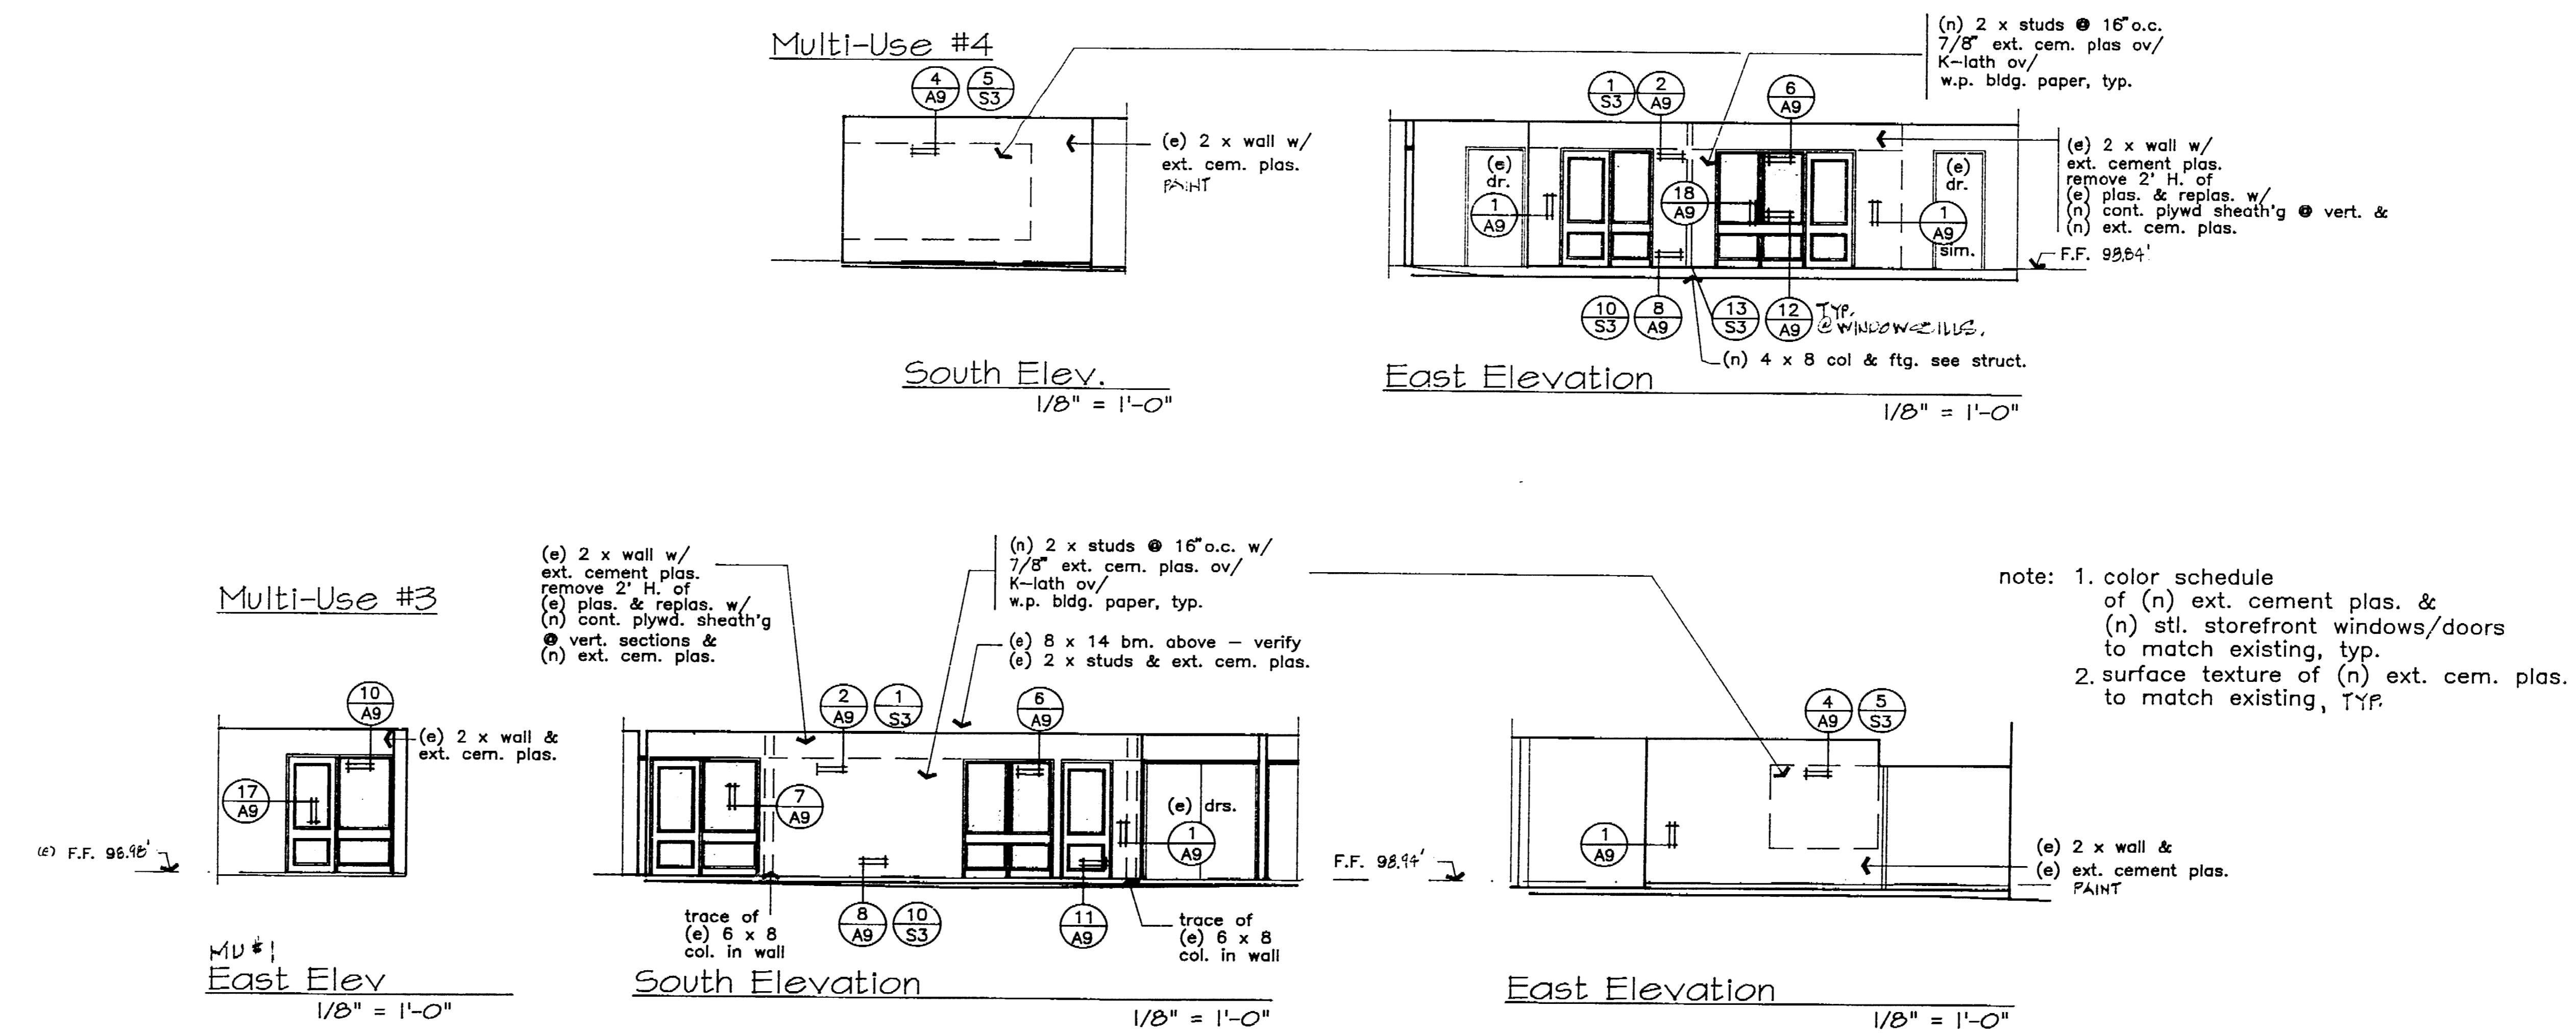 Multi-Use #4
4
A9
5
S3
(e) 2 x wall w/
ext. cem. plas.
PAINT
South Elev.
1/8" = 1'-0"
(n) 2 x studs @ 16"o.c.
7/8" ext. cem. plas ov/
K-lath ov/
w.p. bldg. paper, typ.
1
S3
2
A9
6
A9
(e)
dr.
1
A9
18
A9
(e)
dr.
1
A9
sim.
(e) 2 x wall w/
ext. cement plas.
remove 2' H. of
(e) plas. & replas. w/
(n) cont. plywd sheath'g @ vert. &
(n) ext. cem. plas.
F.F.
10
S3
8
A9
13
S3
12
A9
TYP.
@ WINDOW SILLS.
(n) 4 x 8 col & ftg. see struct.
East Elevation
1/8" = 1'-0"
Multi-Use #3
(e) 2 x wall w/
ext. cement plas.
remove 2' H. of
(e) plas. & replas. w/
(n) cont. plywd. sheath'g
@ vert. sections &
(n) ext. cem. plas.
(n) 2 x studs @ 16"o.c. w/
7/8" ext. cem. plas. ov/
K-lath ov/
w.p. bldg. paper, typ.
(e) 8 x 14 bm. above - verify
(e) 2 x studs & ext. cem. plas.
note: 1. color schedule
of (n) ext. cement plas. &
(n) stl. storefront windows/doors
to match existing, typ.
2. surface texture of (n) ext. cem. plas.
to match existing, TYP.
10
A9
(e) 2 x wall &
ext. cem. plas.
17
A9
(E) F.F.
MU #1
East Elev
1/8" = 1'-0"
2
A9
1
S3
6
A9
7
A9
(e) drs.
1
A9
trace of
(e) 6 x 8
col. in wall
8
A9
10
S3
11
A9
trace of
(e) 6 x 8
col. in wall
South Elevation
1/8" = 1'-0"
4
A9
5
S3
1
A9
F.F. 98.94'
(e) 2 x wall &
(e) ext. cement plas.
PAINT
East Elevation
1/8" = 1'-0"